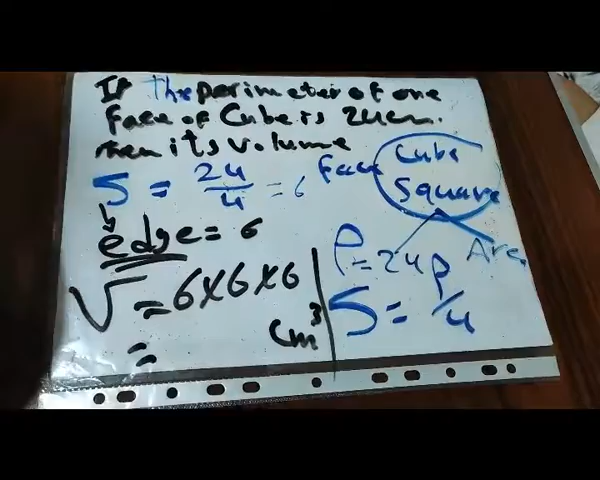 If the perimeter of one
face of Cube is 24cm.
then its volume
S = 24/4 = 6
edge = 6
V = 6×6×6
= cm³
Face Cube
Square
P = 24 Area
S = P/4